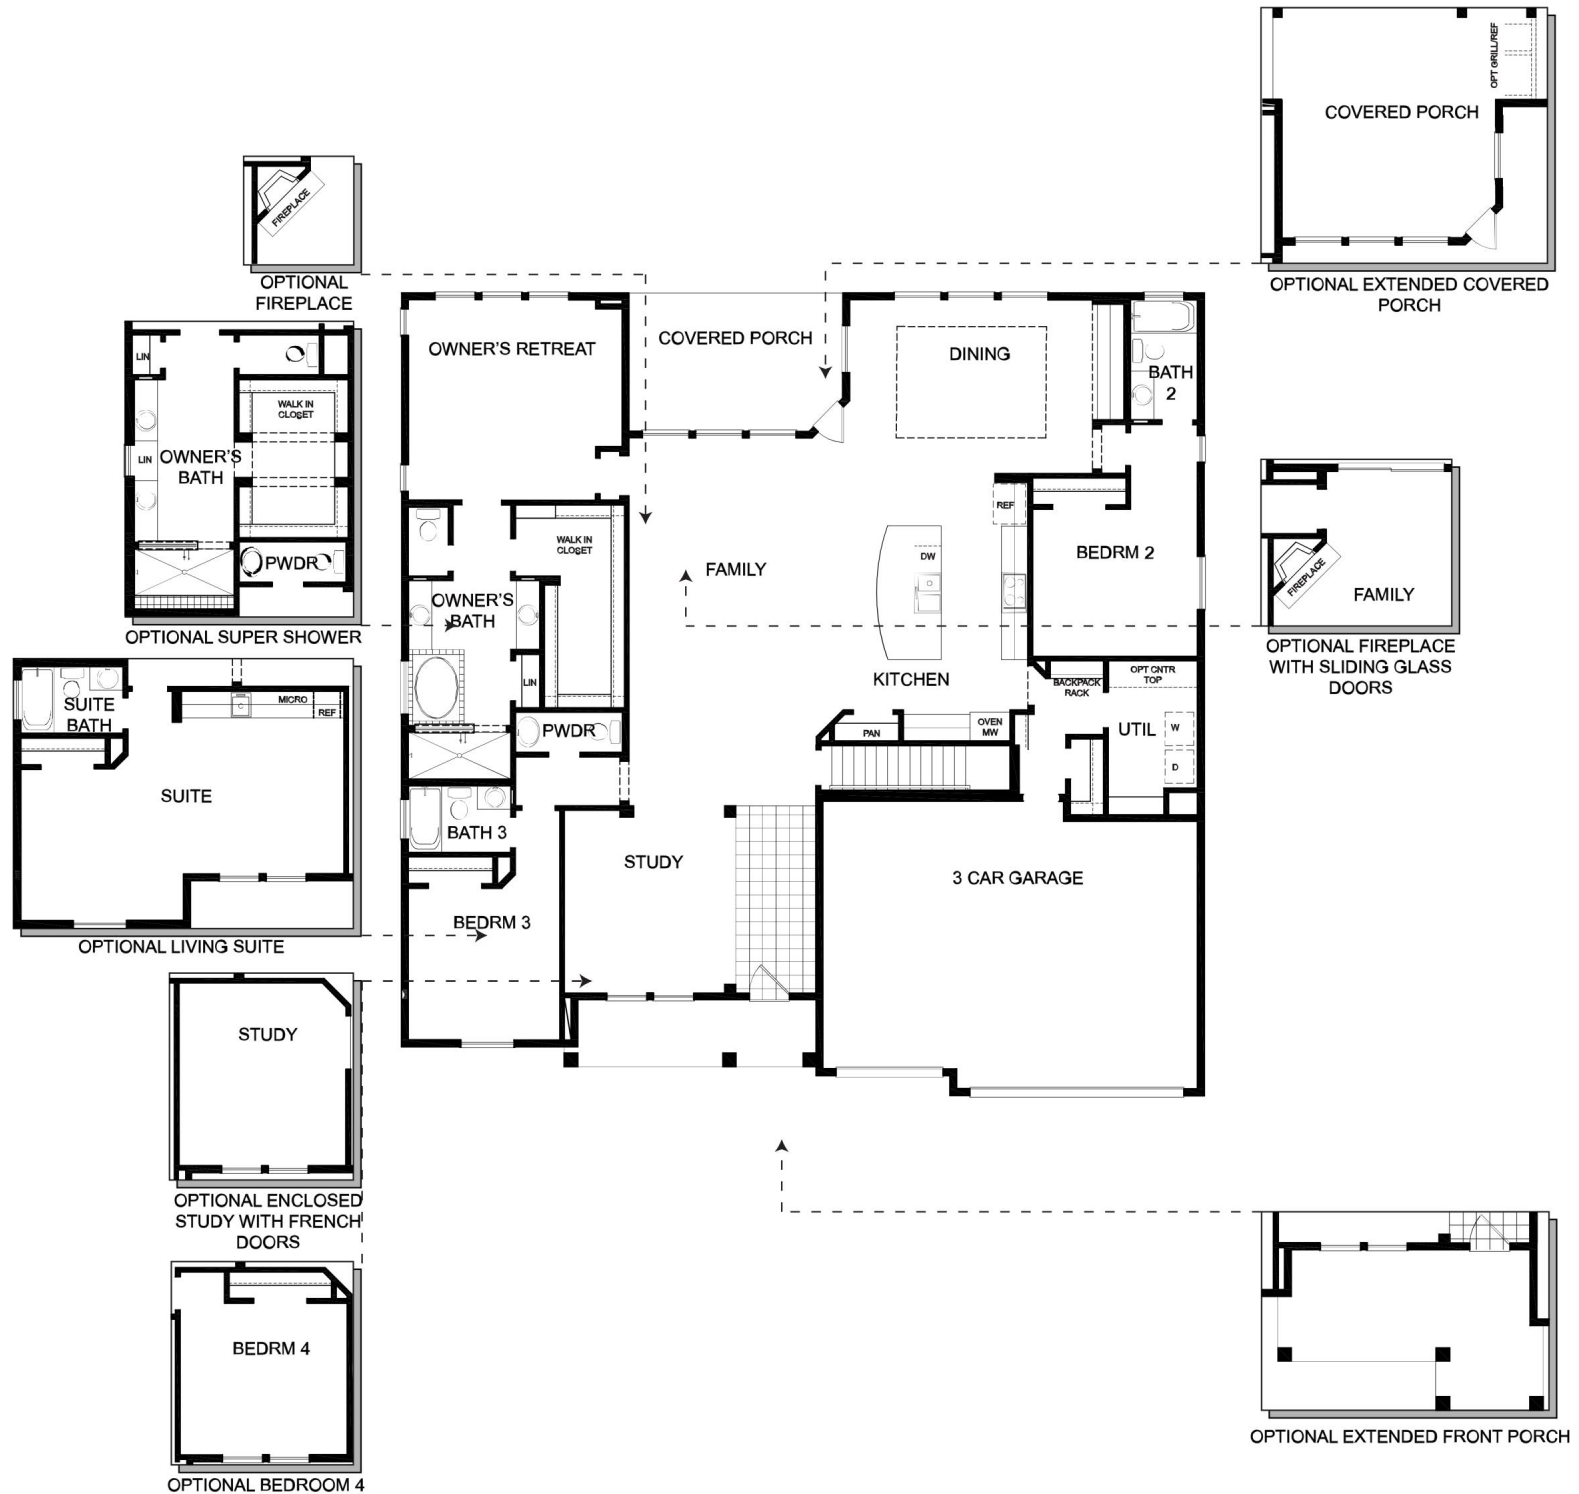 OPT GRILL/REF
COVERED PORCH
OPTIONAL EXTENDED COVERED
PORCH
FIREPLACE
OPTIONAL
FIREPLACE
LIN
WALK IN
CLOSET
LIN
OWNER'S
BATH
PWDR
OPTIONAL SUPER SHOWER
SUITE
BATH
MICRO
REF
SUITE
OPTIONAL LIVING SUITE
STUDY
OPTIONAL ENCLOSED
STUDY WITH FRENCH
DOORS
BEDRM 4
OPTIONAL BEDROOM 4
OWNER'S RETREAT
COVERED PORCH
DINING
BATH
2
REF
WALK IN
CLOSET
DW
BEDRM 2
FAMILY
OWNER'S
BATH
LIN
KITCHEN
BACKPACK
RACK
OPT CNTR
TOP
PWDR
PAN
OVEN
MW
UTIL
W
D
BATH 3
STUDY
3 CAR GARAGE
BEDRM 3
FIREPLACE
FAMILY
OPTIONAL FIREPLACE
WITH SLIDING GLASS
DOORS
OPTIONAL EXTENDED FRONT PORCH